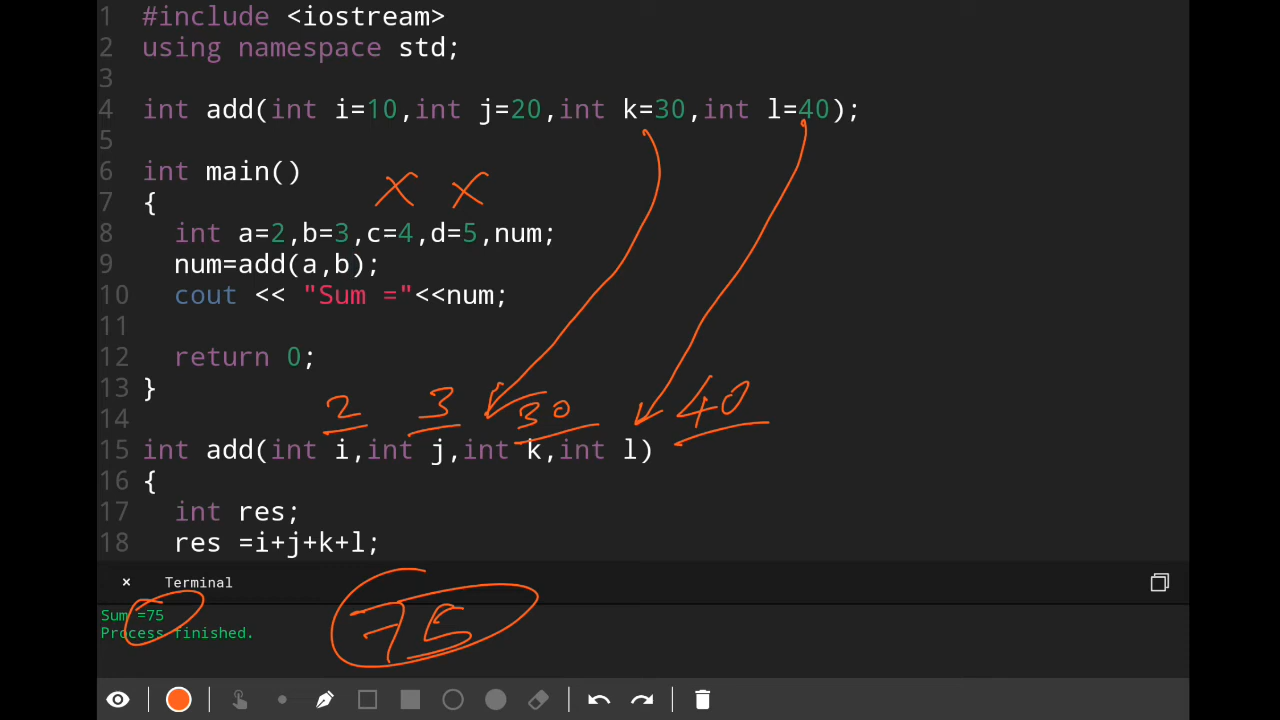 1 #include <iostream>
2 using namespace std;
3
4 int add(int i=10,int j=20,int k=30,int l=40);
5
6 int main()
x x
7 {
8 int a=2,b=3,c=4,d=5,num;
9 num=add(a,b);
10 cout << "Sum ="<<num;
11
12 return 0;
13 }
2 3 30 40
14
15 int add(int i,int j,int k,int l)
16 {
17 int res;
18 res =i+j+k+l;
× Terminal
Sum =75
75
Process finished.